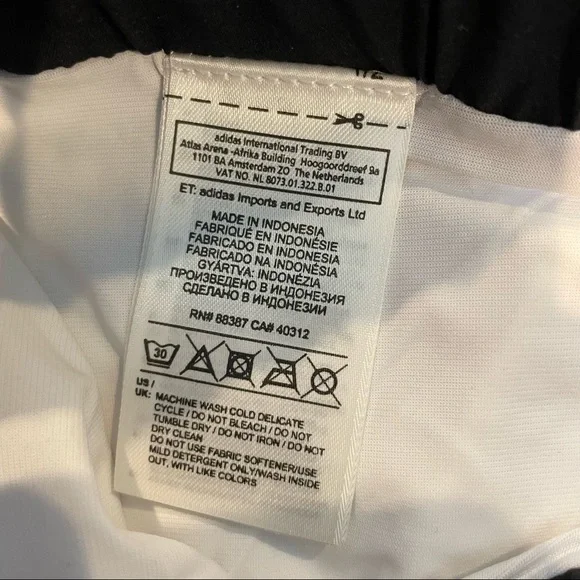 adidas International Trading BV
Atlas Arena -Afrika Building Hoogoorddreef 9a
1101 BA Amsterdam ZO The Netherlands
VAT NO. NL 8073.01.322.B.01
ET: adidas Imports and Exports Ltd
MADE IN INDONESIA
FABRIQUÉ EN INDONÉSIE
FABRICADO EN INDONESIA
FABRICADO NA INDONÉSIA
GYÁRTVA: INDONÉZIA
ПРОИЗВЕДЕНО В ИНДОНЕЗИЯ
СДЕЛАНО В ИНДОНЕЗИИ
RN# 88387 CA# 40312
30
US /
UK: MACHINE WASH COLD DELICATE
CYCLE / DO NOT BLEACH / DO NOT
TUMBLE DRY / DO NOT IRON / DO NOT
DRY CLEAN
DO NOT USE FABRIC SOFTENER/USE
MILD DETERGENT ONLY/WASH INSIDE
OUT, WITH LIKE COLORS